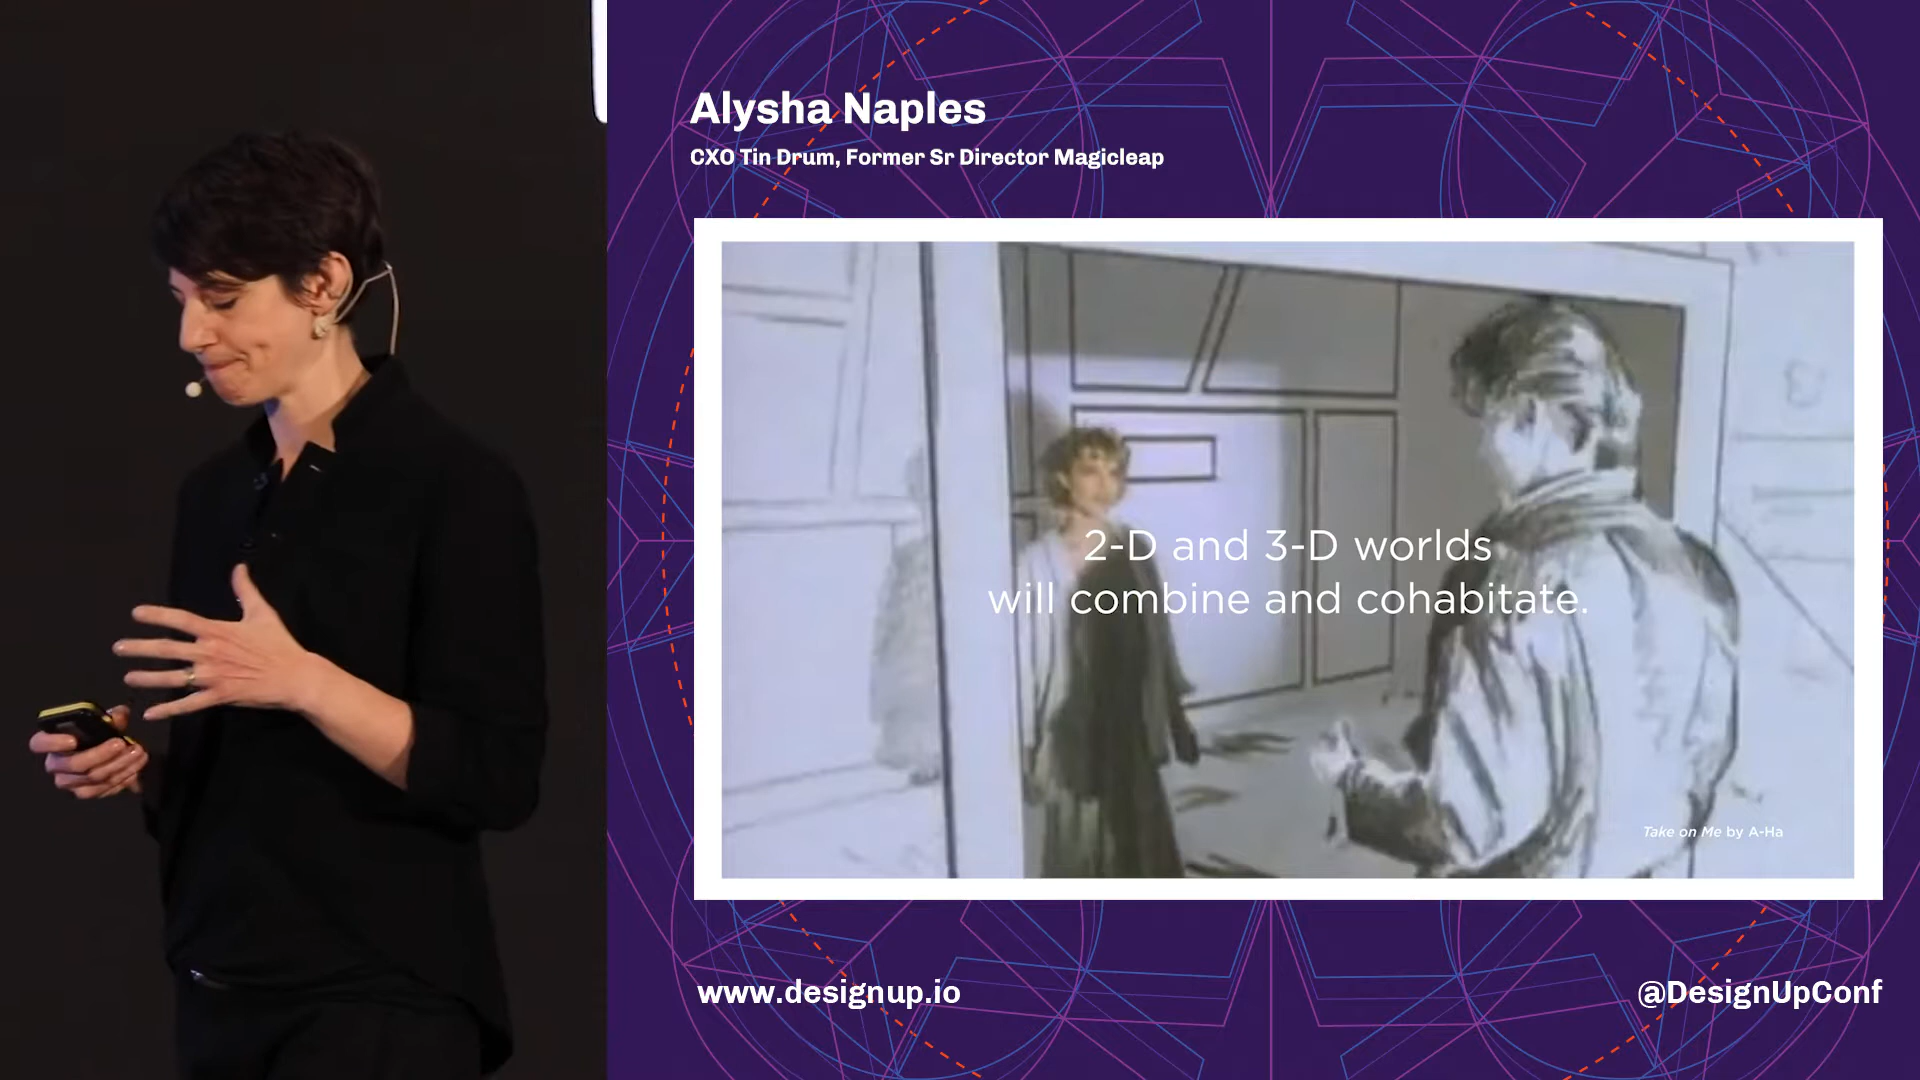 Alysha Naples
CXO Tin Drum, Former Sr Director Magicleap
2-D and 3-D worlds
will combine and cohabitate.
Take on Me by A-Ha
www.designup.io
@DesignUpConf